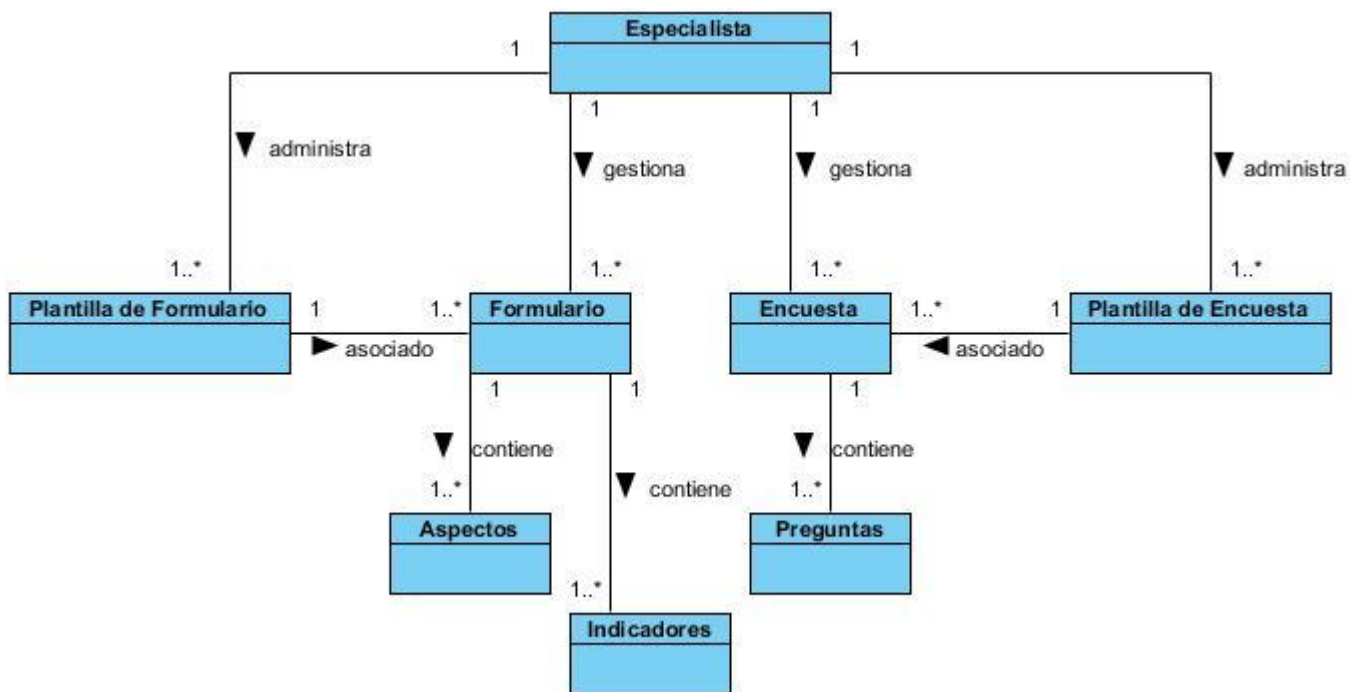 Especialista
1
1
1
1
administra
gestiona
gestiona
administra
1..*
1..*
1..*
1..*
Plantilla de Formulario
1
1..*
Formulario
Encuesta
1..*
1
Plantilla de Encuesta
asociado
asociado
1
1
1
contiene
contiene
1..*
contiene
1..*
Aspectos
Preguntas
1..*
Indicadores